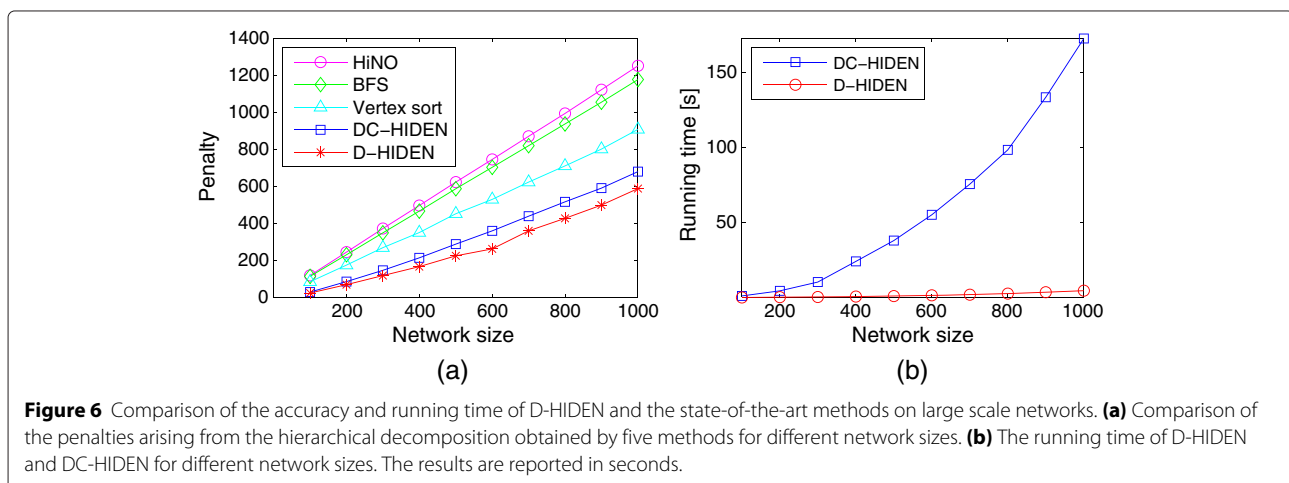 1400
1200
1000
800
600
400
200
0
Penalty
HiNO
BFS
Vertex sort
DC−HIDEN
D−HIDEN
200 400 600 800 1000
Network size
(a)
150
100
50
Running time [s]
DC−HIDEN
D−HIDEN
200 400 600 800 1000
Network size
(b)
Figure 6 Comparison of the accuracy and running time of D-HIDEN and the state-of-the-art methods on large scale networks. (a) Comparison of
the penalties arising from the hierarchical decomposition obtained by five methods for different network sizes. (b) The running time of D-HIDEN
and DC-HIDEN for different network sizes. The results are reported in seconds.